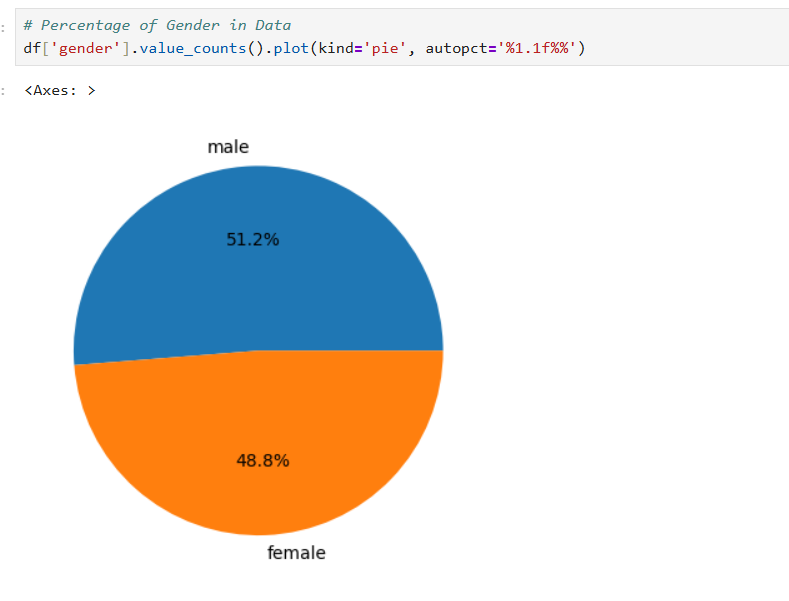 # Percentage of Gender in Data
df['gender'].value_counts().plot(kind='pie', autopct='%1.1f%%')
<Axes: >
male
51.2%
48.8%
female